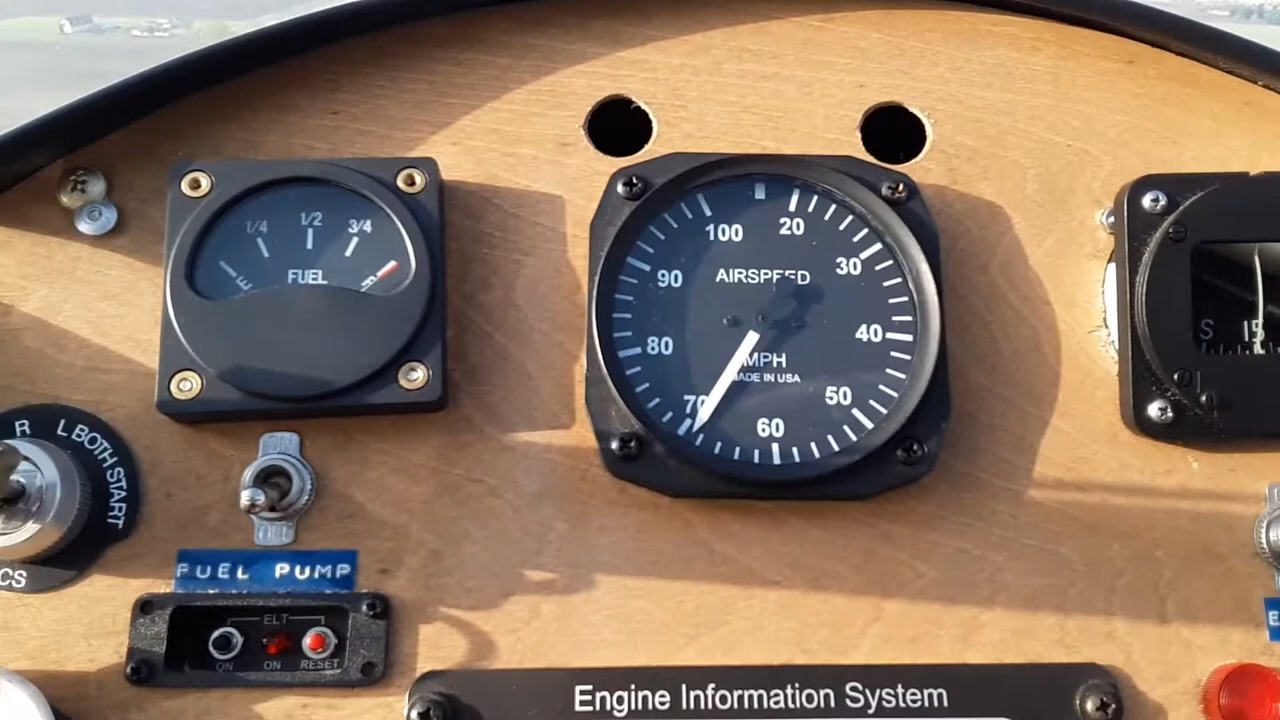 1/4 1/2 3/4
E FUEL F
100 20
90 AIRSPEED 30
80 MPH 40
MADE IN USA
70 60 50
S 15
R L BOTH START
CS
ON
OFF
FUEL PUMP
ELT
ON ON RESET
E
Engine Information System